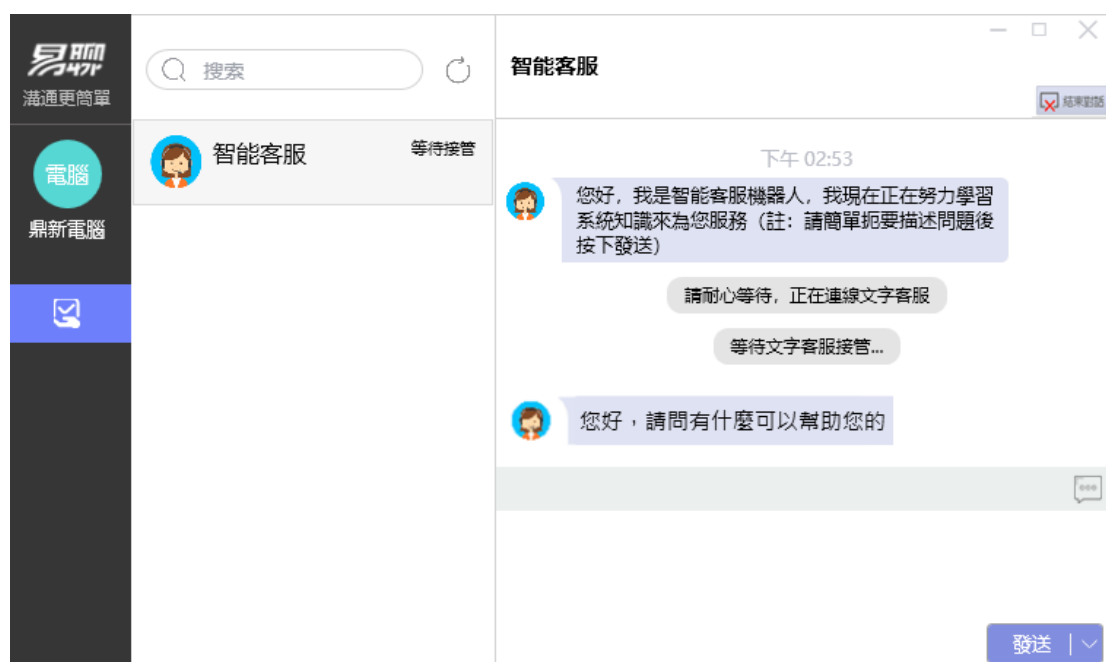 易聊
溝通更簡單
電腦
鼎新電腦
搜索
智能客服
等待接管
智能客服
結束對話
下午 02:53
您好，我是智能客服機器人，我現在正在努力學習
系統知識來為您服務（註：請簡單扼要描述問題後
按下發送）
請耐心等待，正在連線文字客服
等待文字客服接管...
您好，請問有什麼可以幫助您的
發送